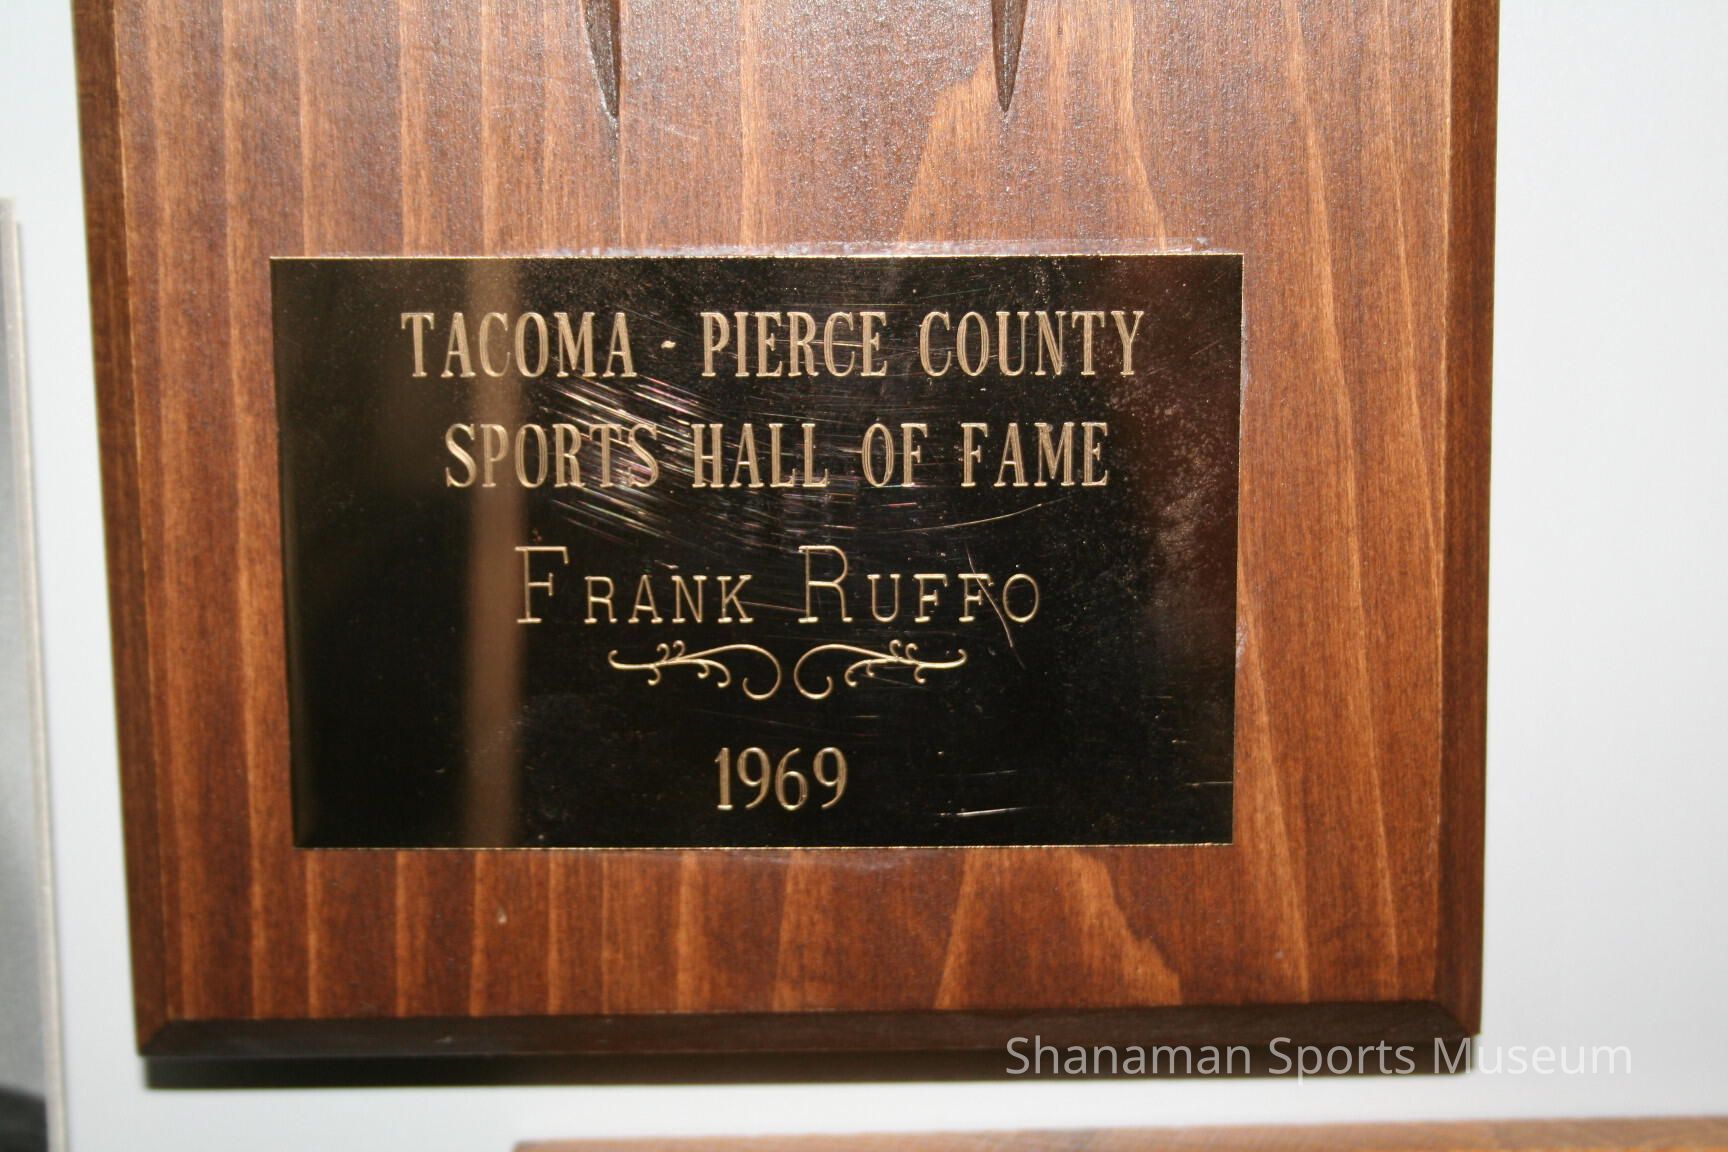 TACOMA - PIERCE COUNTY
SPORTS HALL OF FAME
FRANK RUFFO
1969
Shanaman Sports Museum